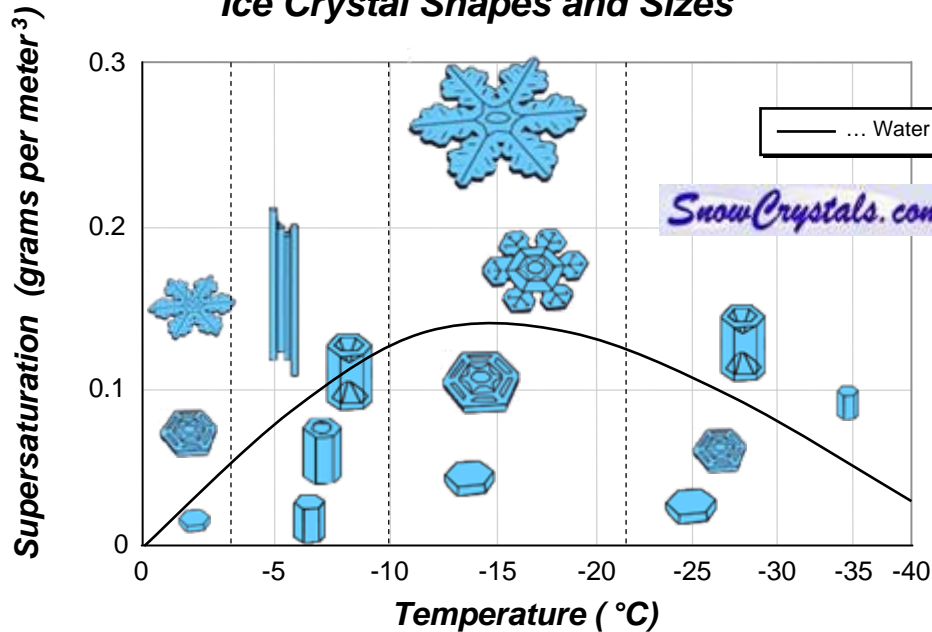 Ice Crystal Shapes and Sizes
Supersaturation (grams per meter³)
0.3
0.2
0.1
0
... Water
SnowCrystals.com
0 -5 -10 -15 -20 -25 -30 -35 -40
Temperature ( °C)